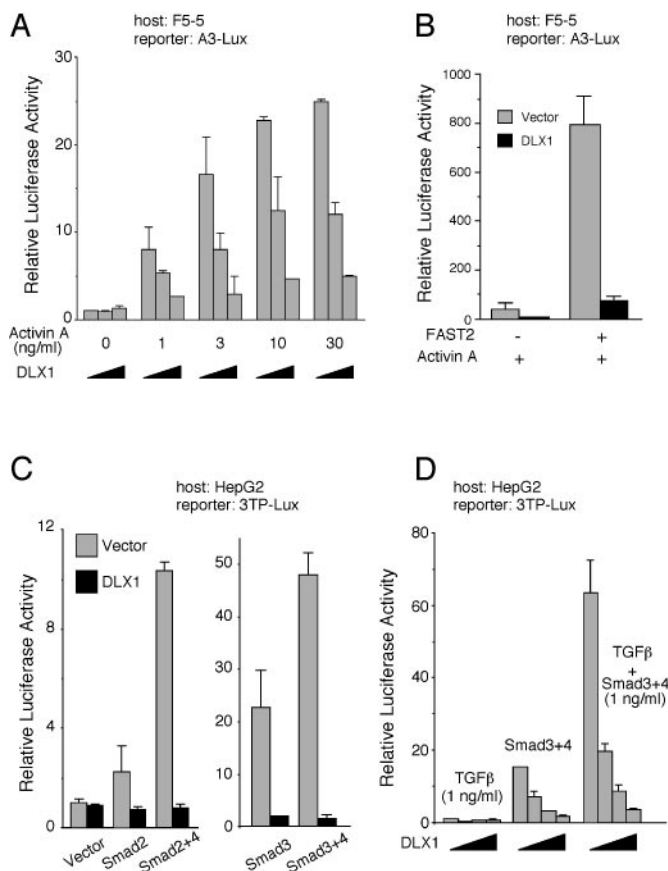 A
host: F5-5
reporter: A3-Lux
Relative Luciferase Activity
30
20
10
0
Activin A
(ng/ml)
0 1 3 10 30
DLX1
B
host: F5-5
reporter: A3-Lux
Relative Luciferase Activity
1000
800
600
400
200
0
Vector
DLX1
FAST2 - +
Activin A + +
C
host: HepG2
reporter: 3TP-Lux
Relative Luciferase Activity
12
8
4
0
Vector
DLX1
Vector Smad2 Smad2+4
50
40
30
20
10
0
Smad3 Smad3+4
D
host: HepG2
reporter: 3TP-Lux
Relative Luciferase Activity
80
60
40
20
0
TGFβ
(1 ng/ml)
Smad3+4
TGFβ
+
Smad3+4
(1 ng/ml)
DLX1